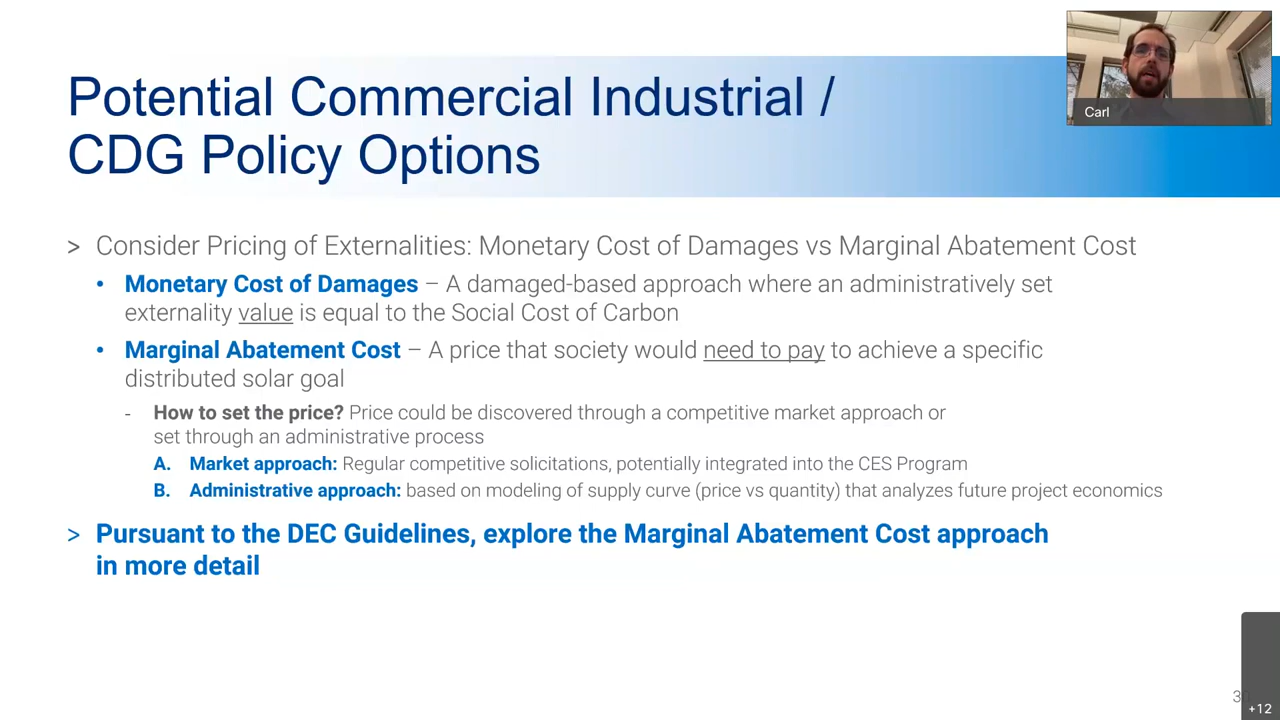 Potential Commercial Industrial /
CDG Policy Options
Carl
> Consider Pricing of Externalities: Monetary Cost of Damages vs Marginal Abatement Cost
• Monetary Cost of Damages – A damaged-based approach where an administratively set
externality value is equal to the Social Cost of Carbon
• Marginal Abatement Cost – A price that society would need to pay to achieve a specific
distributed solar goal
- How to set the price? Price could be discovered through a competitive market approach or
set through an administrative process
A. Market approach: Regular competitive solicitations, potentially integrated into the CES Program
B. Administrative approach: based on modeling of supply curve (price vs quantity) that analyzes future project economics
> Pursuant to the DEC Guidelines, explore the Marginal Abatement Cost approach
in more detail
+12